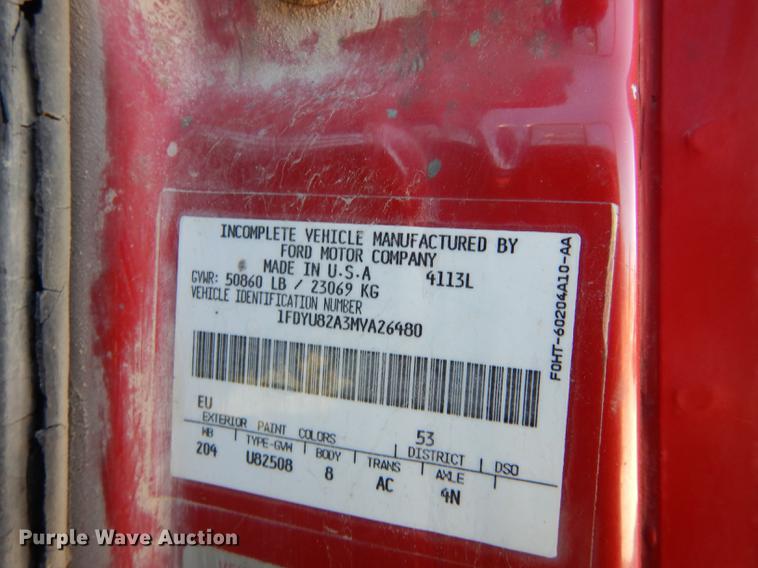 INCOMPLETE VEHICLE MANUFACTURED BY
FORD MOTOR COMPANY
MADE IN U.S.A 4113L
GVWR: 50860 LB / 23069 KG
VEHICLE IDENTIFICATION NUMBER
1FDYU82A3MVA26480
EU 53
EXTERIOR PAINT COLORS DISTRICT DSO
WB TYPE-GVW BODY TRANS AXLE
204 U82508 8 AC 4N
F0HT-60204A10-AA
Purple Wave Auction